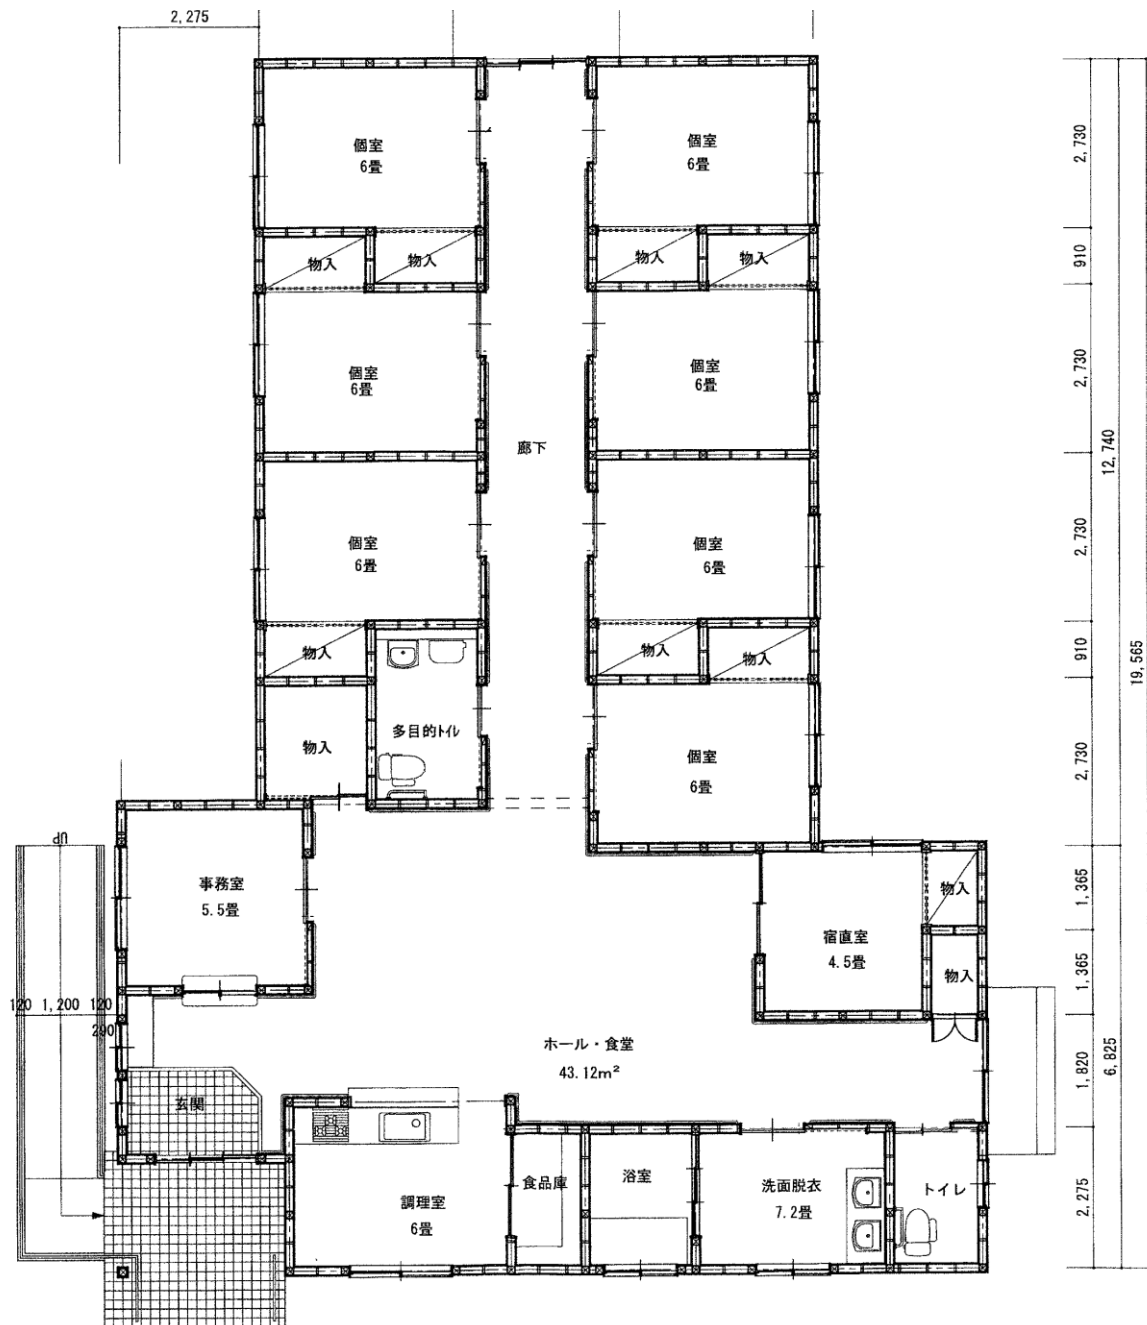 2,275
個室
6畳
個室
6畳
2,730
物入
物入
物入
物入
910
個室
6畳
個室
6畳
2,730
廊下
12,740
個室
6畳
個室
6畳
2,730
物入
物入
物入
910
19,565
物入
多目的トイレ
個室
6畳
2,730
UP
事務室
5.5畳
宿直室
4.5畳
物入
1,365
物入
1,365
120 1,200 120
290
ホール・食堂
43.12m²
1,820
6,825
玄関
調理室
6畳
食品庫
浴室
洗面脱衣
7.2畳
トイレ
2,275